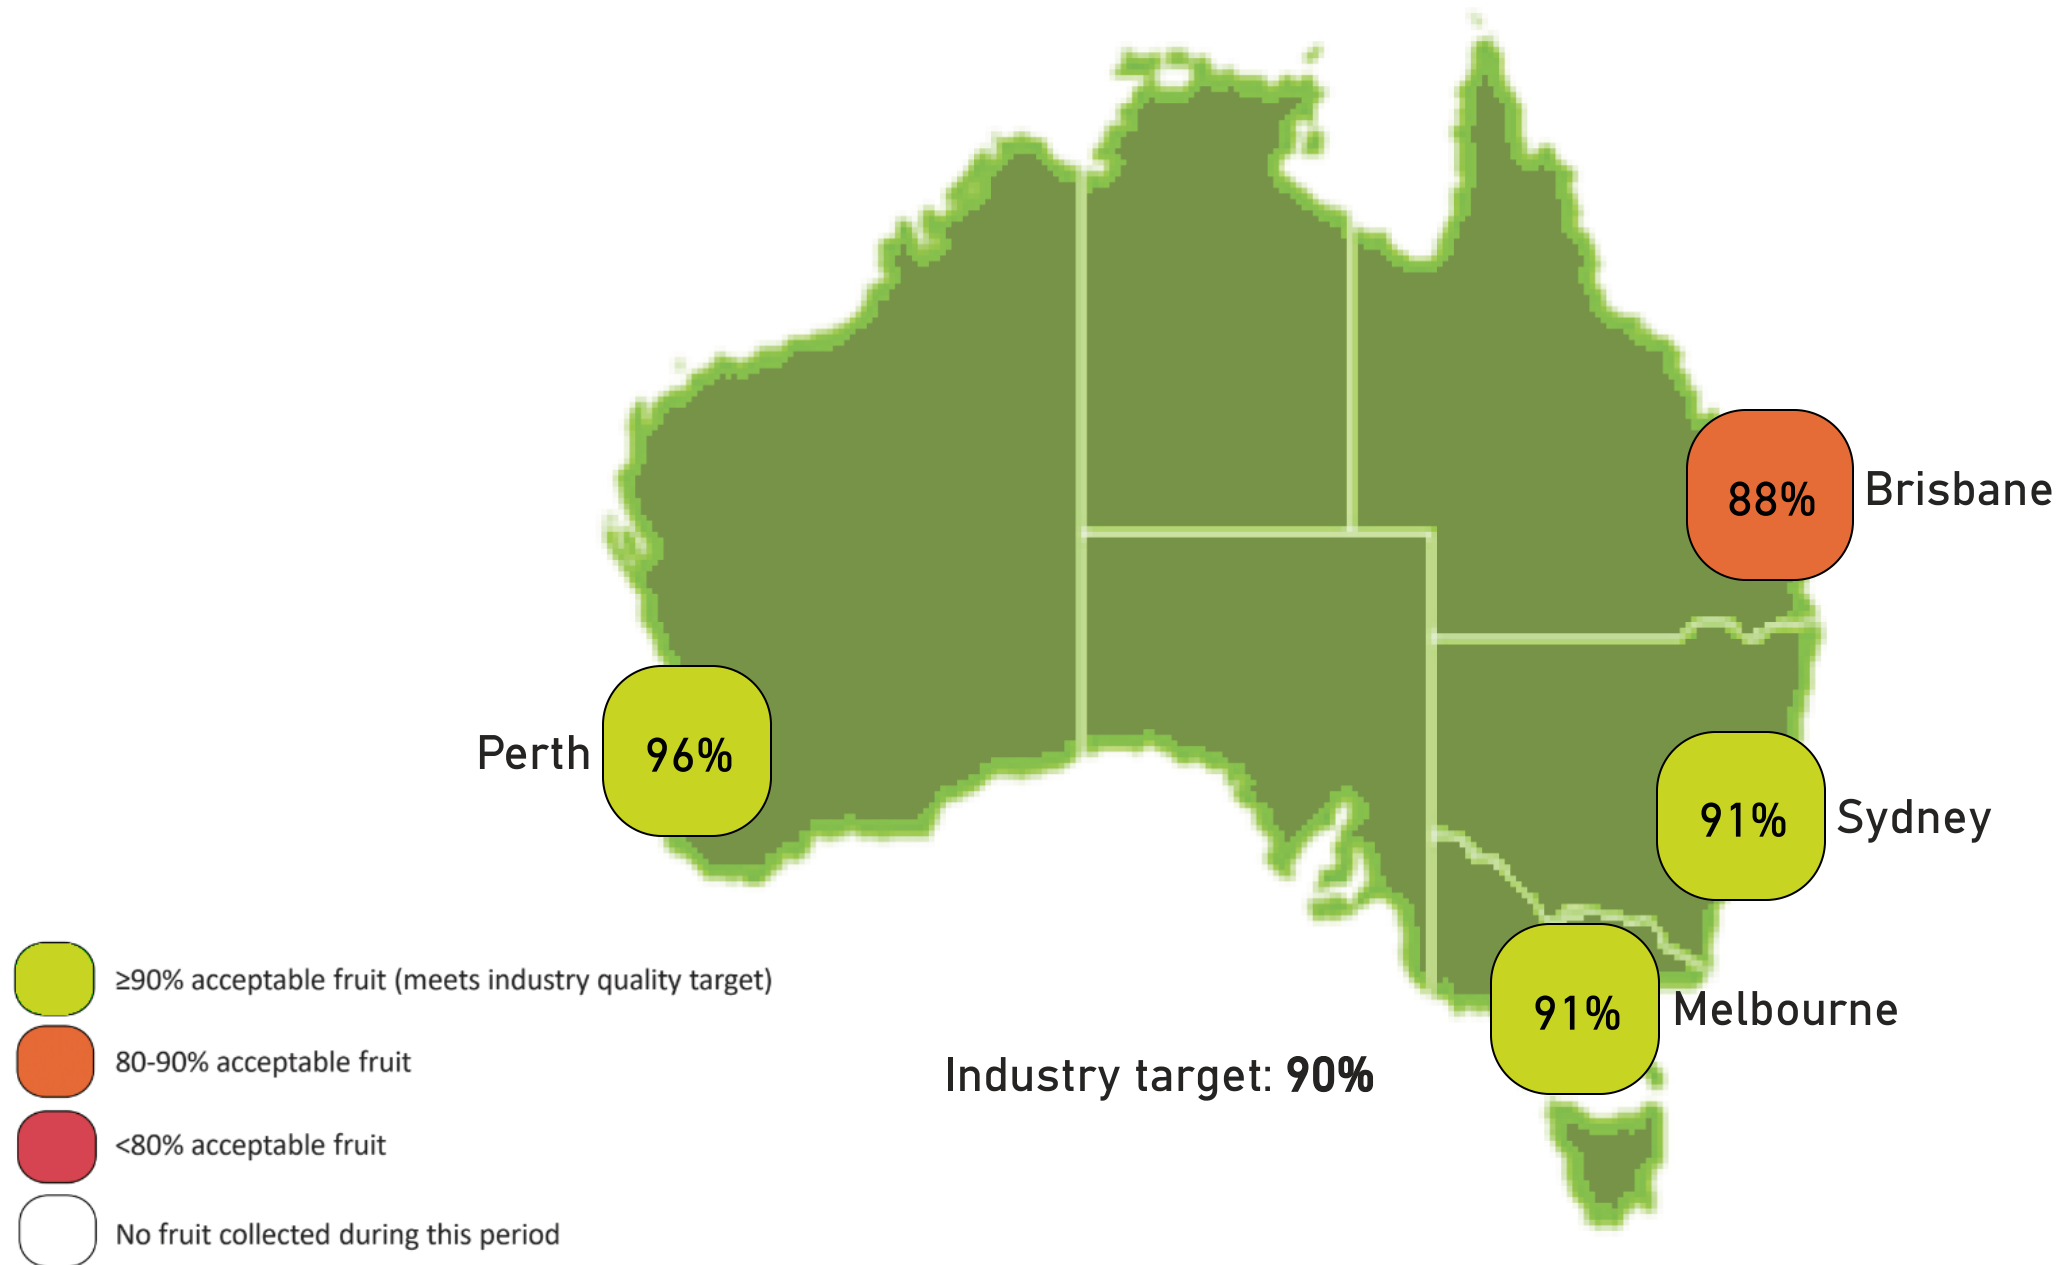 88% Brisbane
Perth 96%
91% Sydney
91% Melbourne
Industry target: 90%
≥90% acceptable fruit (meets industry quality target)
80-90% acceptable fruit
<80% acceptable fruit
No fruit collected during this period